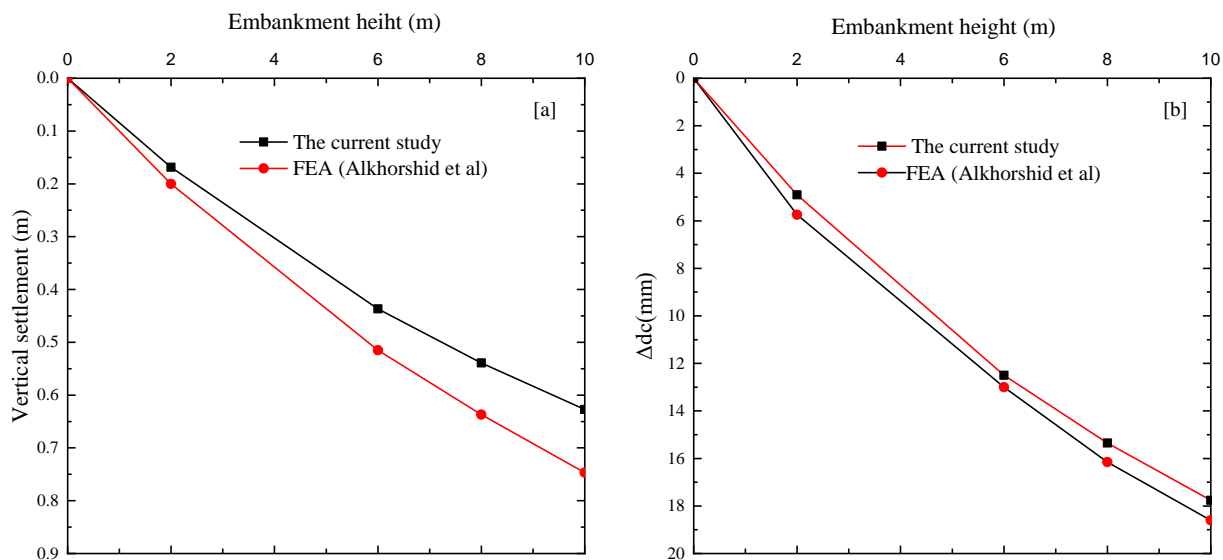 Embankment heiht (m)
0 2 4 6 8 10
0.0
0.1
0.2
0.3
0.4
0.5
0.6
0.7
0.8
0.9
Vertical settlement (m)
[a]
The current study
FEA (Alkhorshid et al)
Embankment height (m)
0 2 4 6 8 10
0
2
4
6
8
10
12
14
16
18
20
Δdc(mm)
[b]
The current study
FEA (Alkhorshid et al)